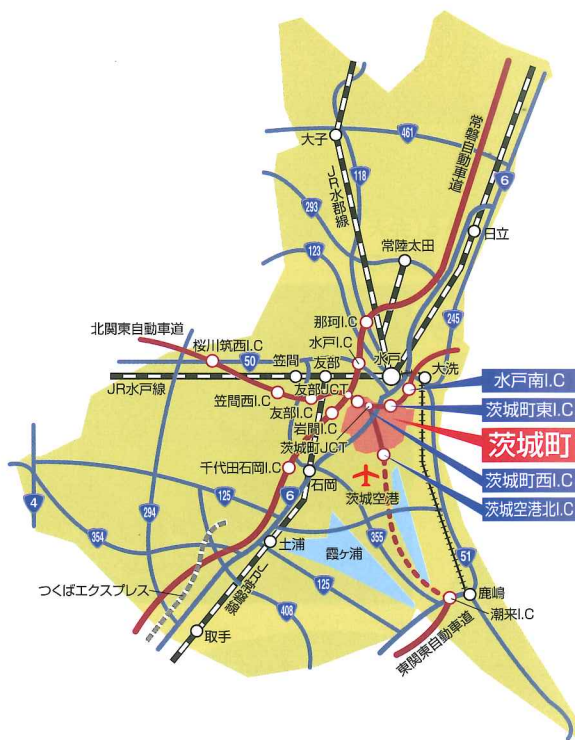 461
大子
常磐自動車道
118
JR水郡線
6
293
日立
常陸太田
123
245
那珂I.C
北関東自動車道
水戸I.C
桜川筑西I.C
50
笠間
友部
水戸
大洗
JR水戸線
友部JCT
水戸南I.C
笠間西I.C
友部I.C
茨城町東I.C
岩間I.C
茨城町
茨城町JCT
千代田石岡I.C
茨城町西I.C
石岡
茨城空港
茨城空港北I.C
4
125
6
294
354
355
土浦
霞ヶ浦
51
つくばエクスプレス
JR常磐線
125
鹿嶋
408
潮来I.C
取手
東関東自動車道